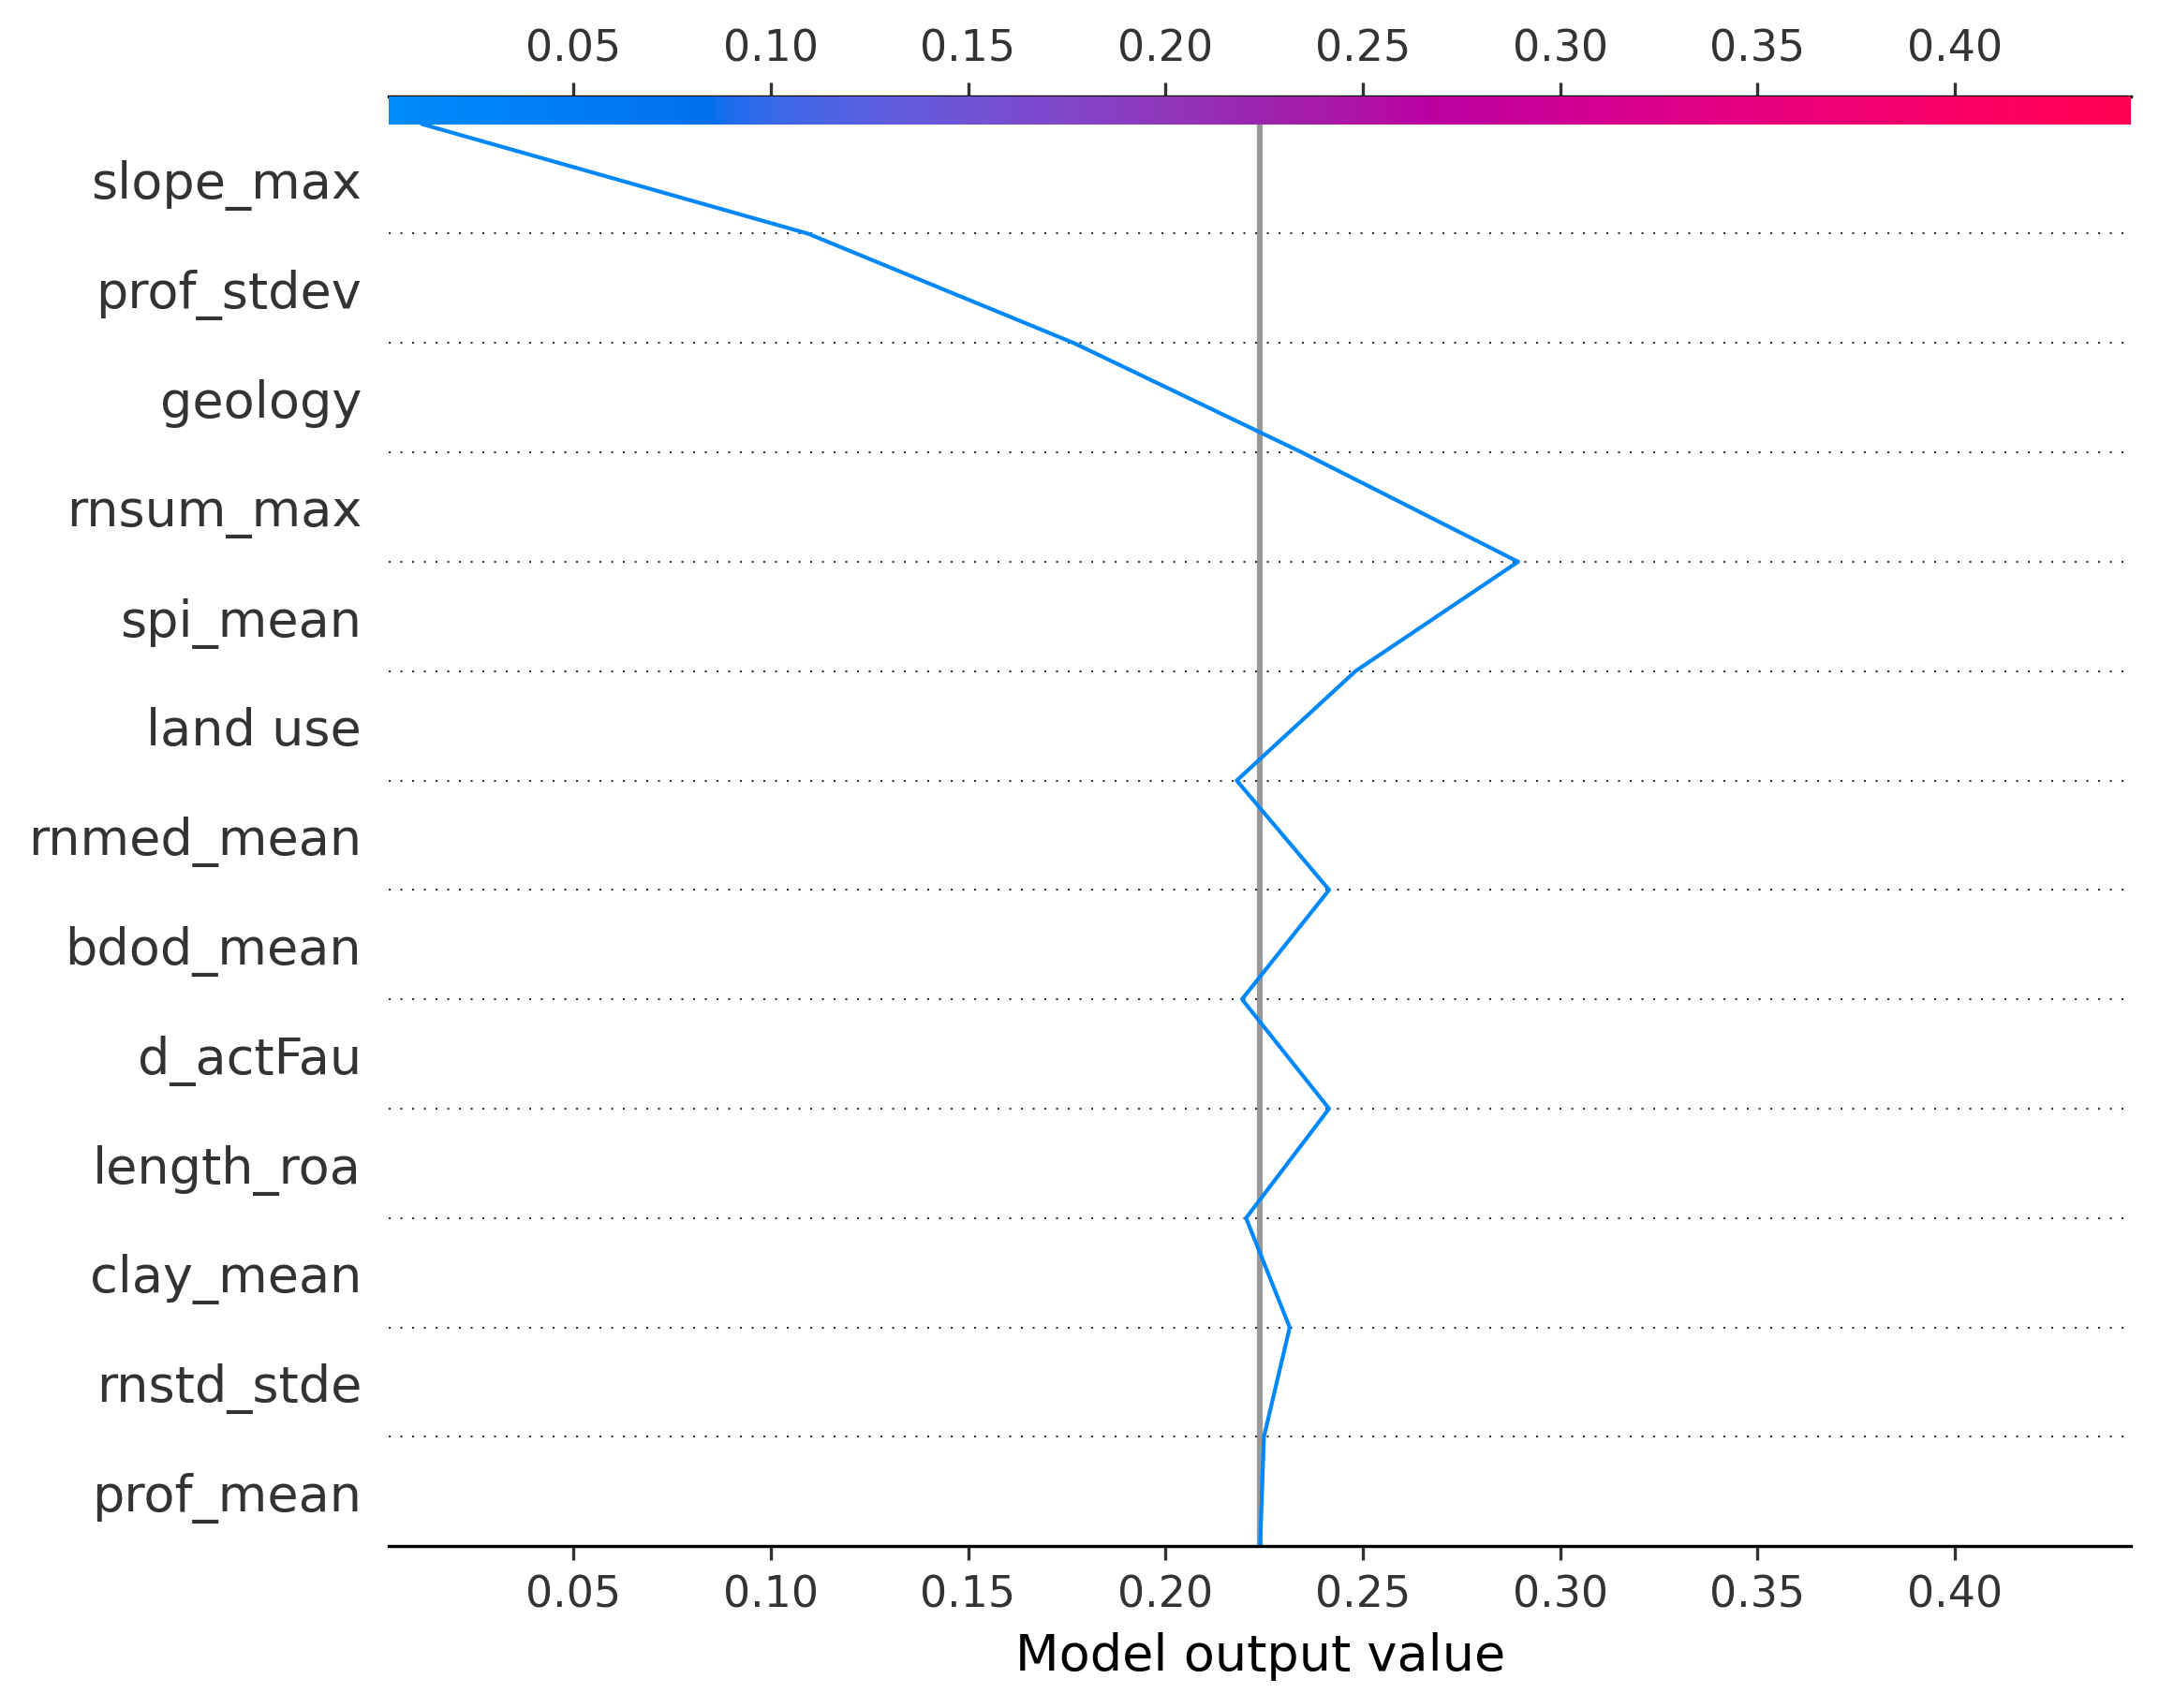 0.05 0.10 0.15 0.20 0.25 0.30 0.35 0.40
slope_max
prof_stdev
geology
rnsum_max
spi_mean
land use
rnmed_mean
bdod_mean
d_actFau
length_roa
clay_mean
rnstd_stde
prof_mean
0.05 0.10 0.15 0.20 0.25 0.30 0.35 0.40
Model output value